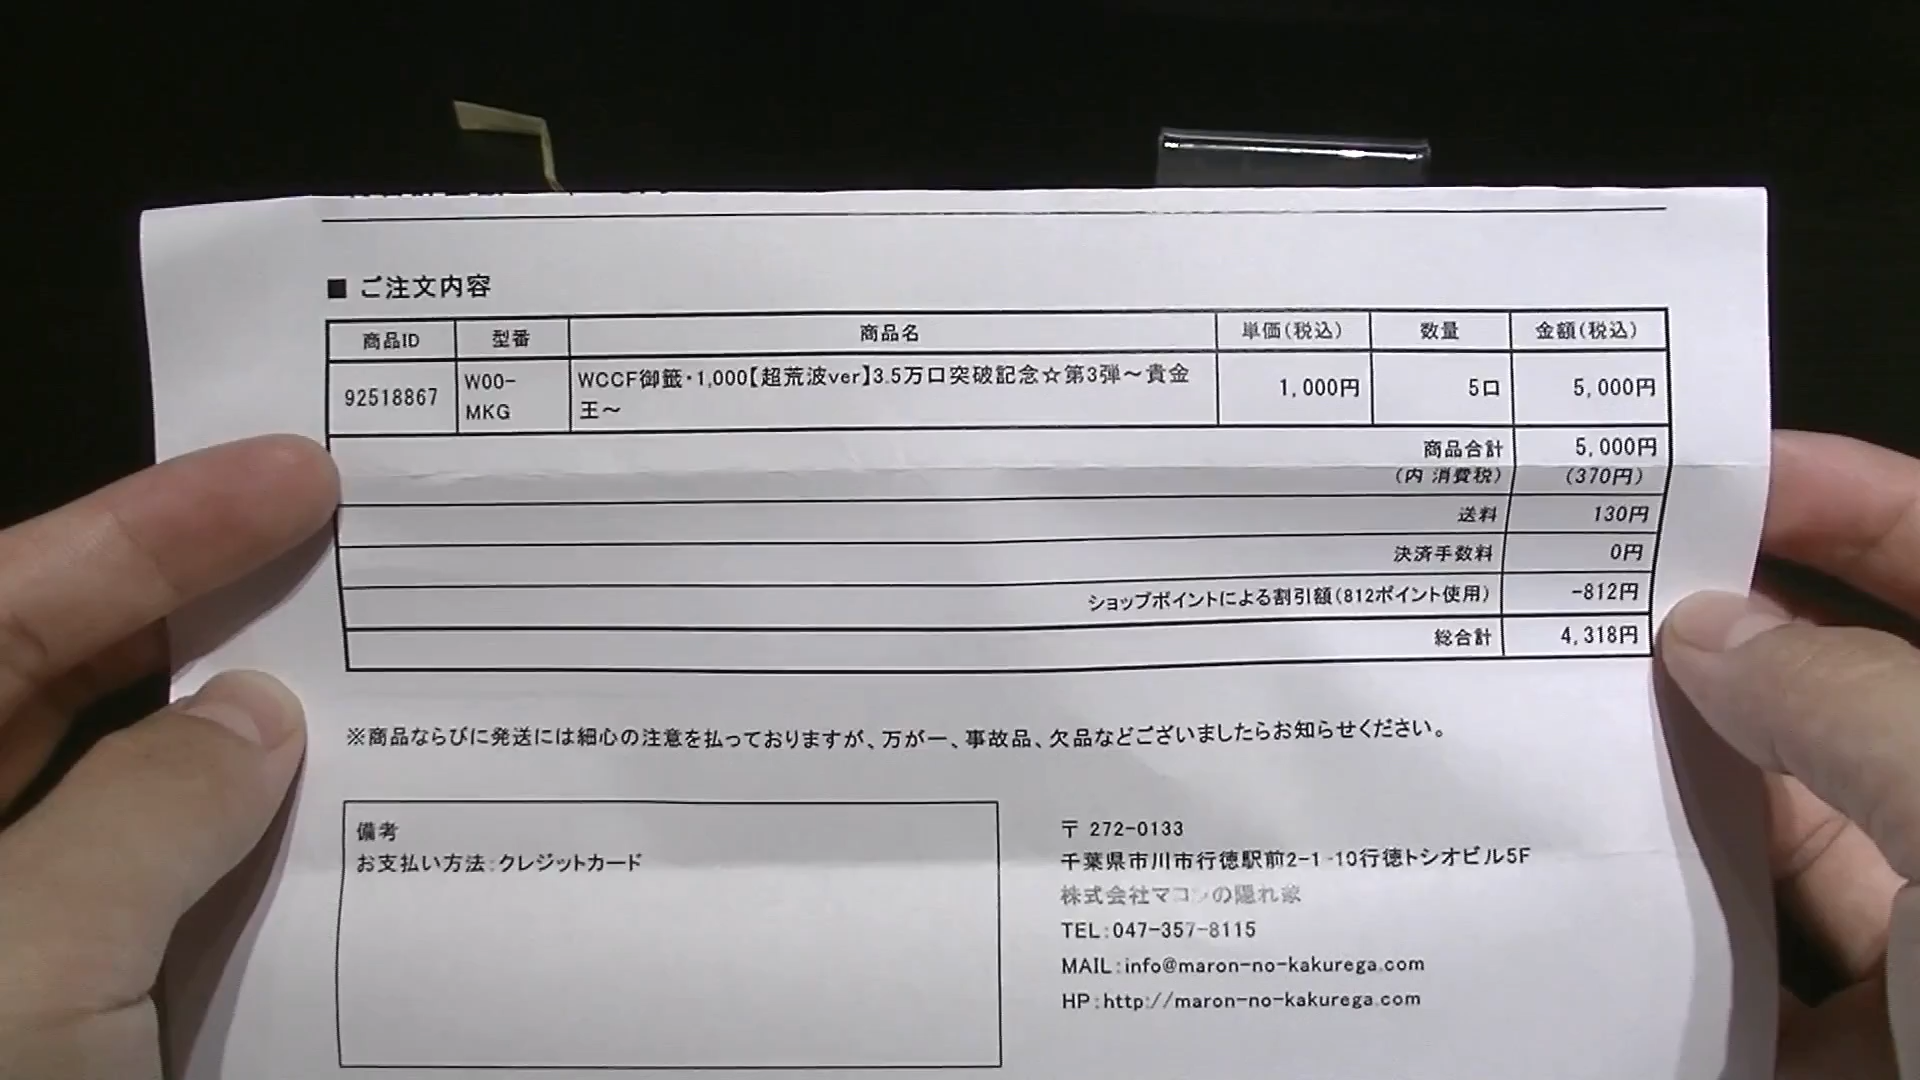 ■ ご注文内容
商品ID 型番 商品名 単価(税込) 数量 金額(税込)
92518867 W00-MKG WCCF御籤・1,000【超荒波ver】3.5万口突破記念☆第3弾～貴金王～ 1,000円 5口 5,000円
商品合計 5,000円
(内 消費税) (370円)
送料 130円
決済手数料 0円
ショップポイントによる割引額(812ポイント使用) -812円
総合計 4,318円
※商品ならびに発送には細心の注意を払っておりますが、万が一、事故品、欠品などございましたらお知らせください。
備考
お支払い方法:クレジットカード
〒 272-0133
千葉県市川市行徳駅前2-1-10行徳トシオビル5F
株式会社マロンの隠れ家
TEL:047-357-8115
MAIL:info@maron-no-kakurega.com
HP:http://maron-no-kakurega.com